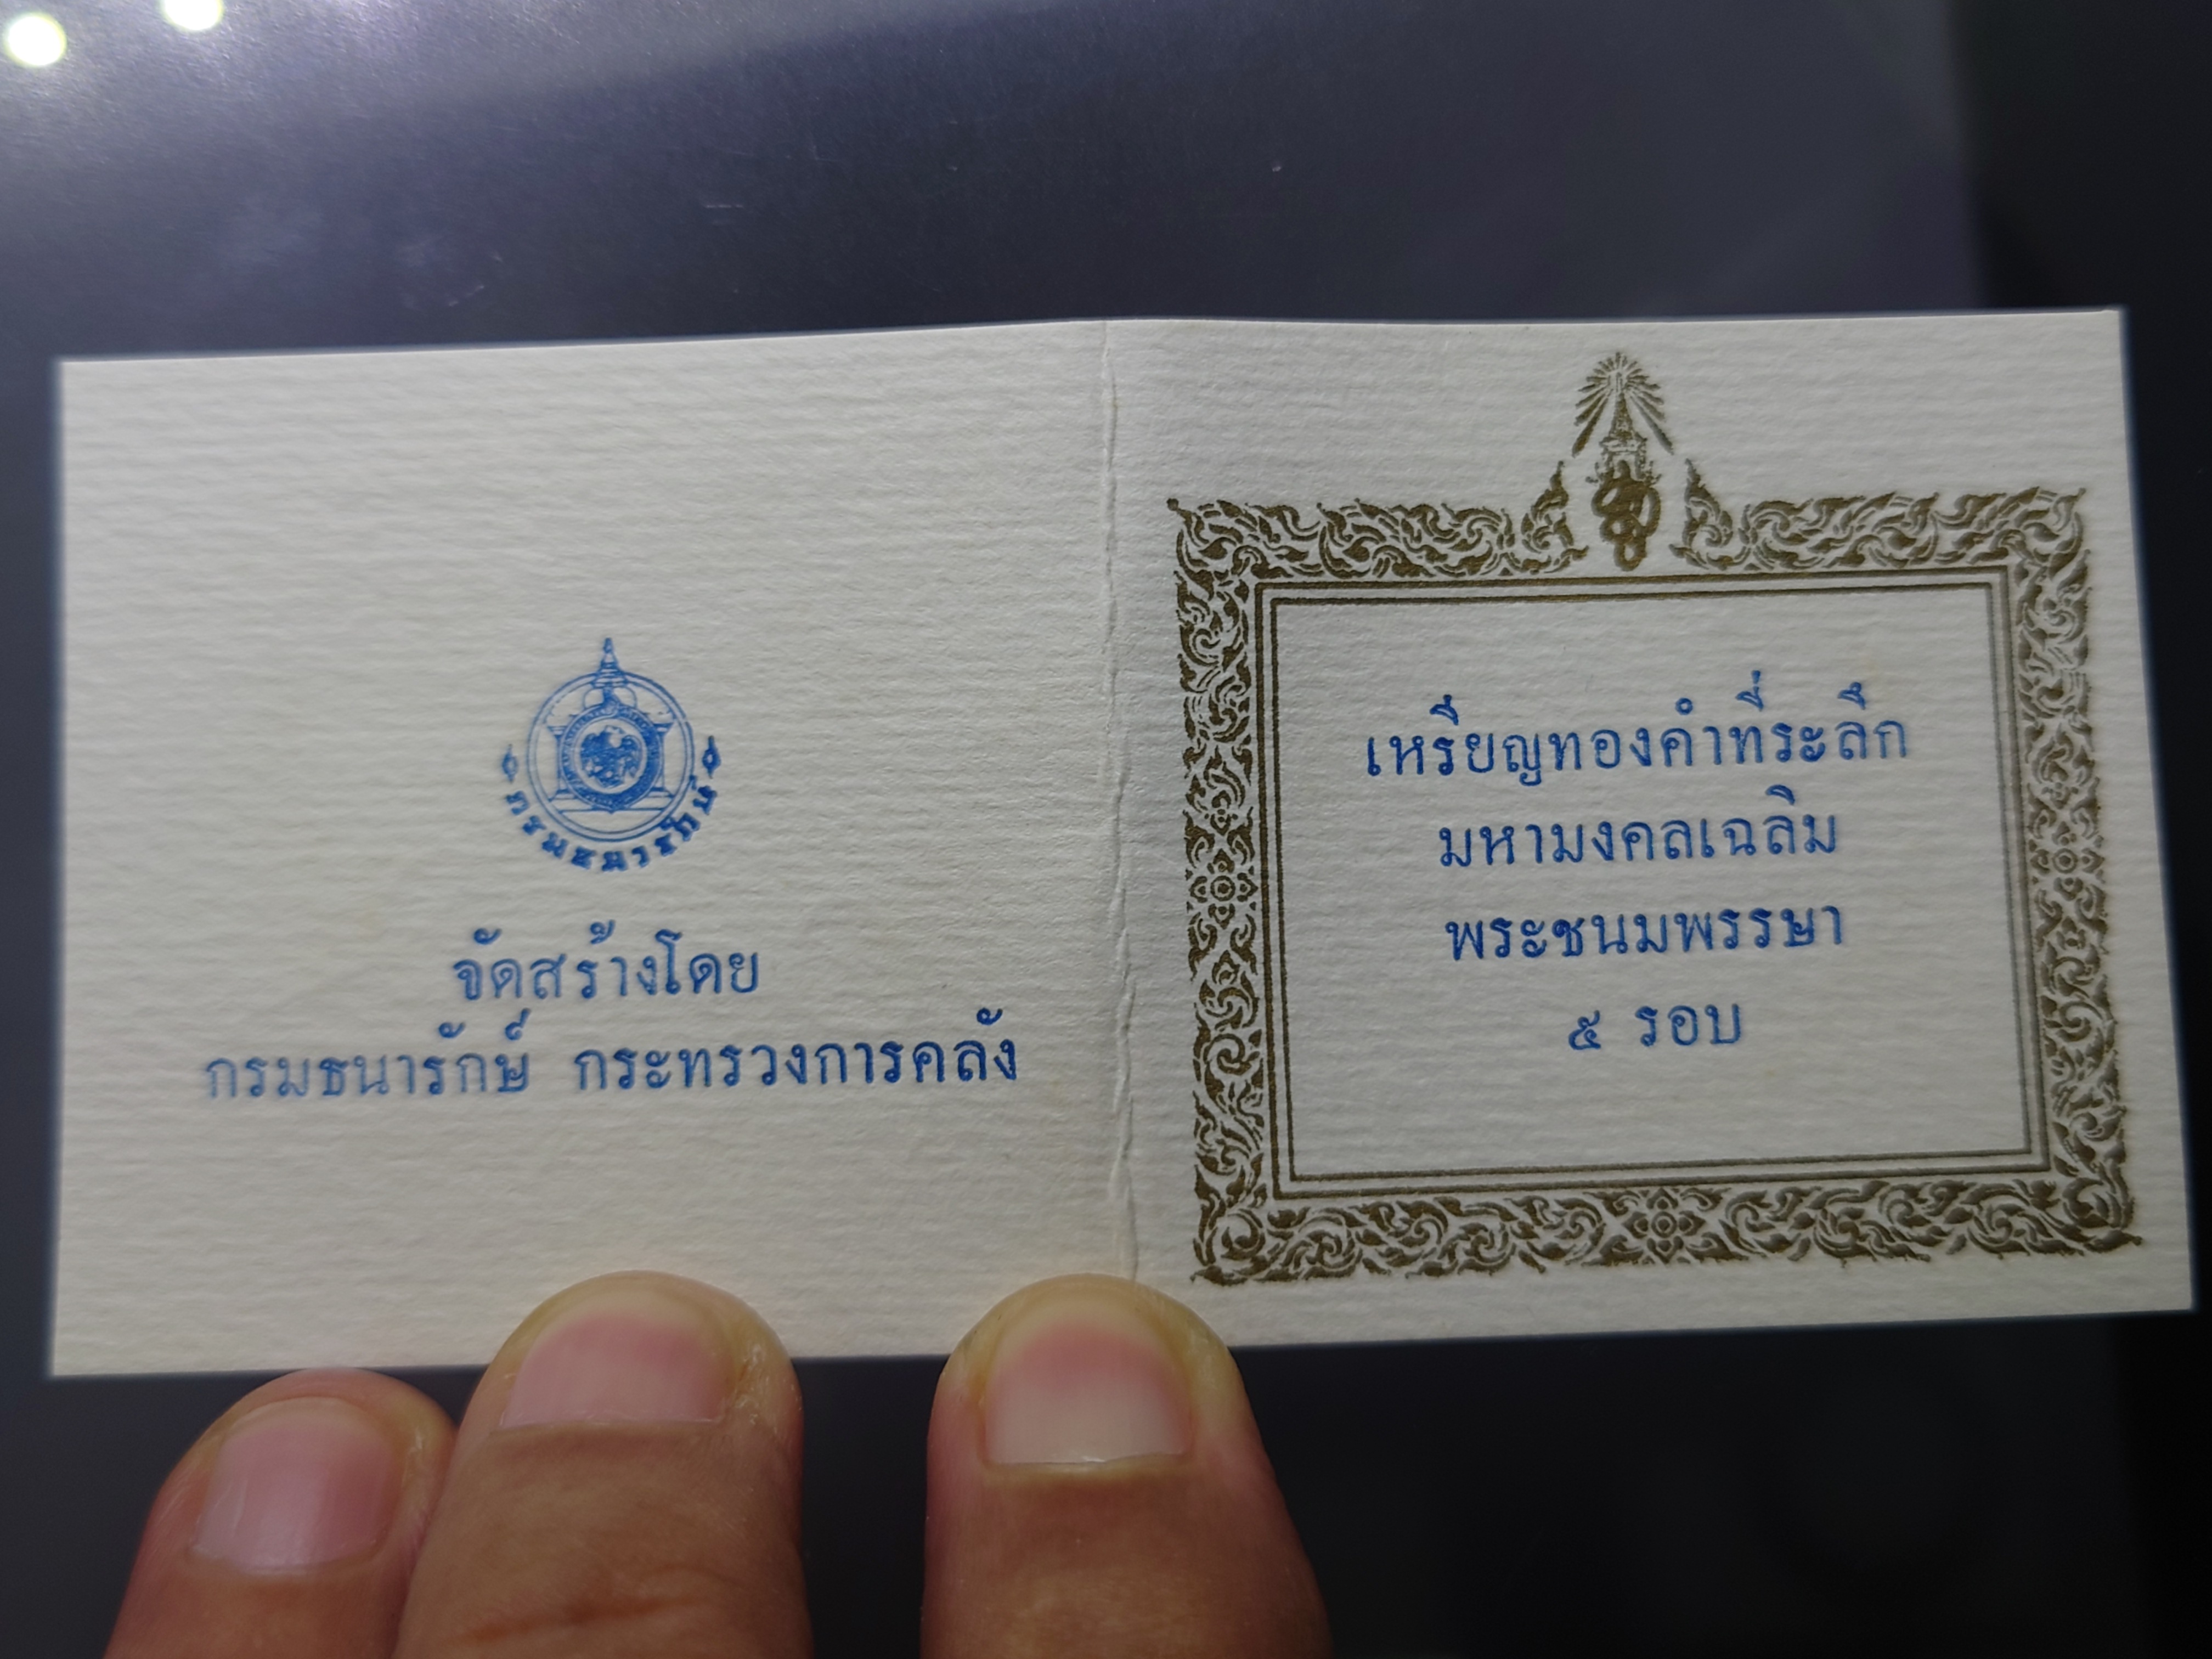 กรมธนารักษ์
จัดสร้างโดย
กรมธนารักษ์ กระทรวงการคลัง
เหรียญทองคำที่ระลึก
มหามงคลเฉลิม
พระชนมพรรษา
๕ รอบ